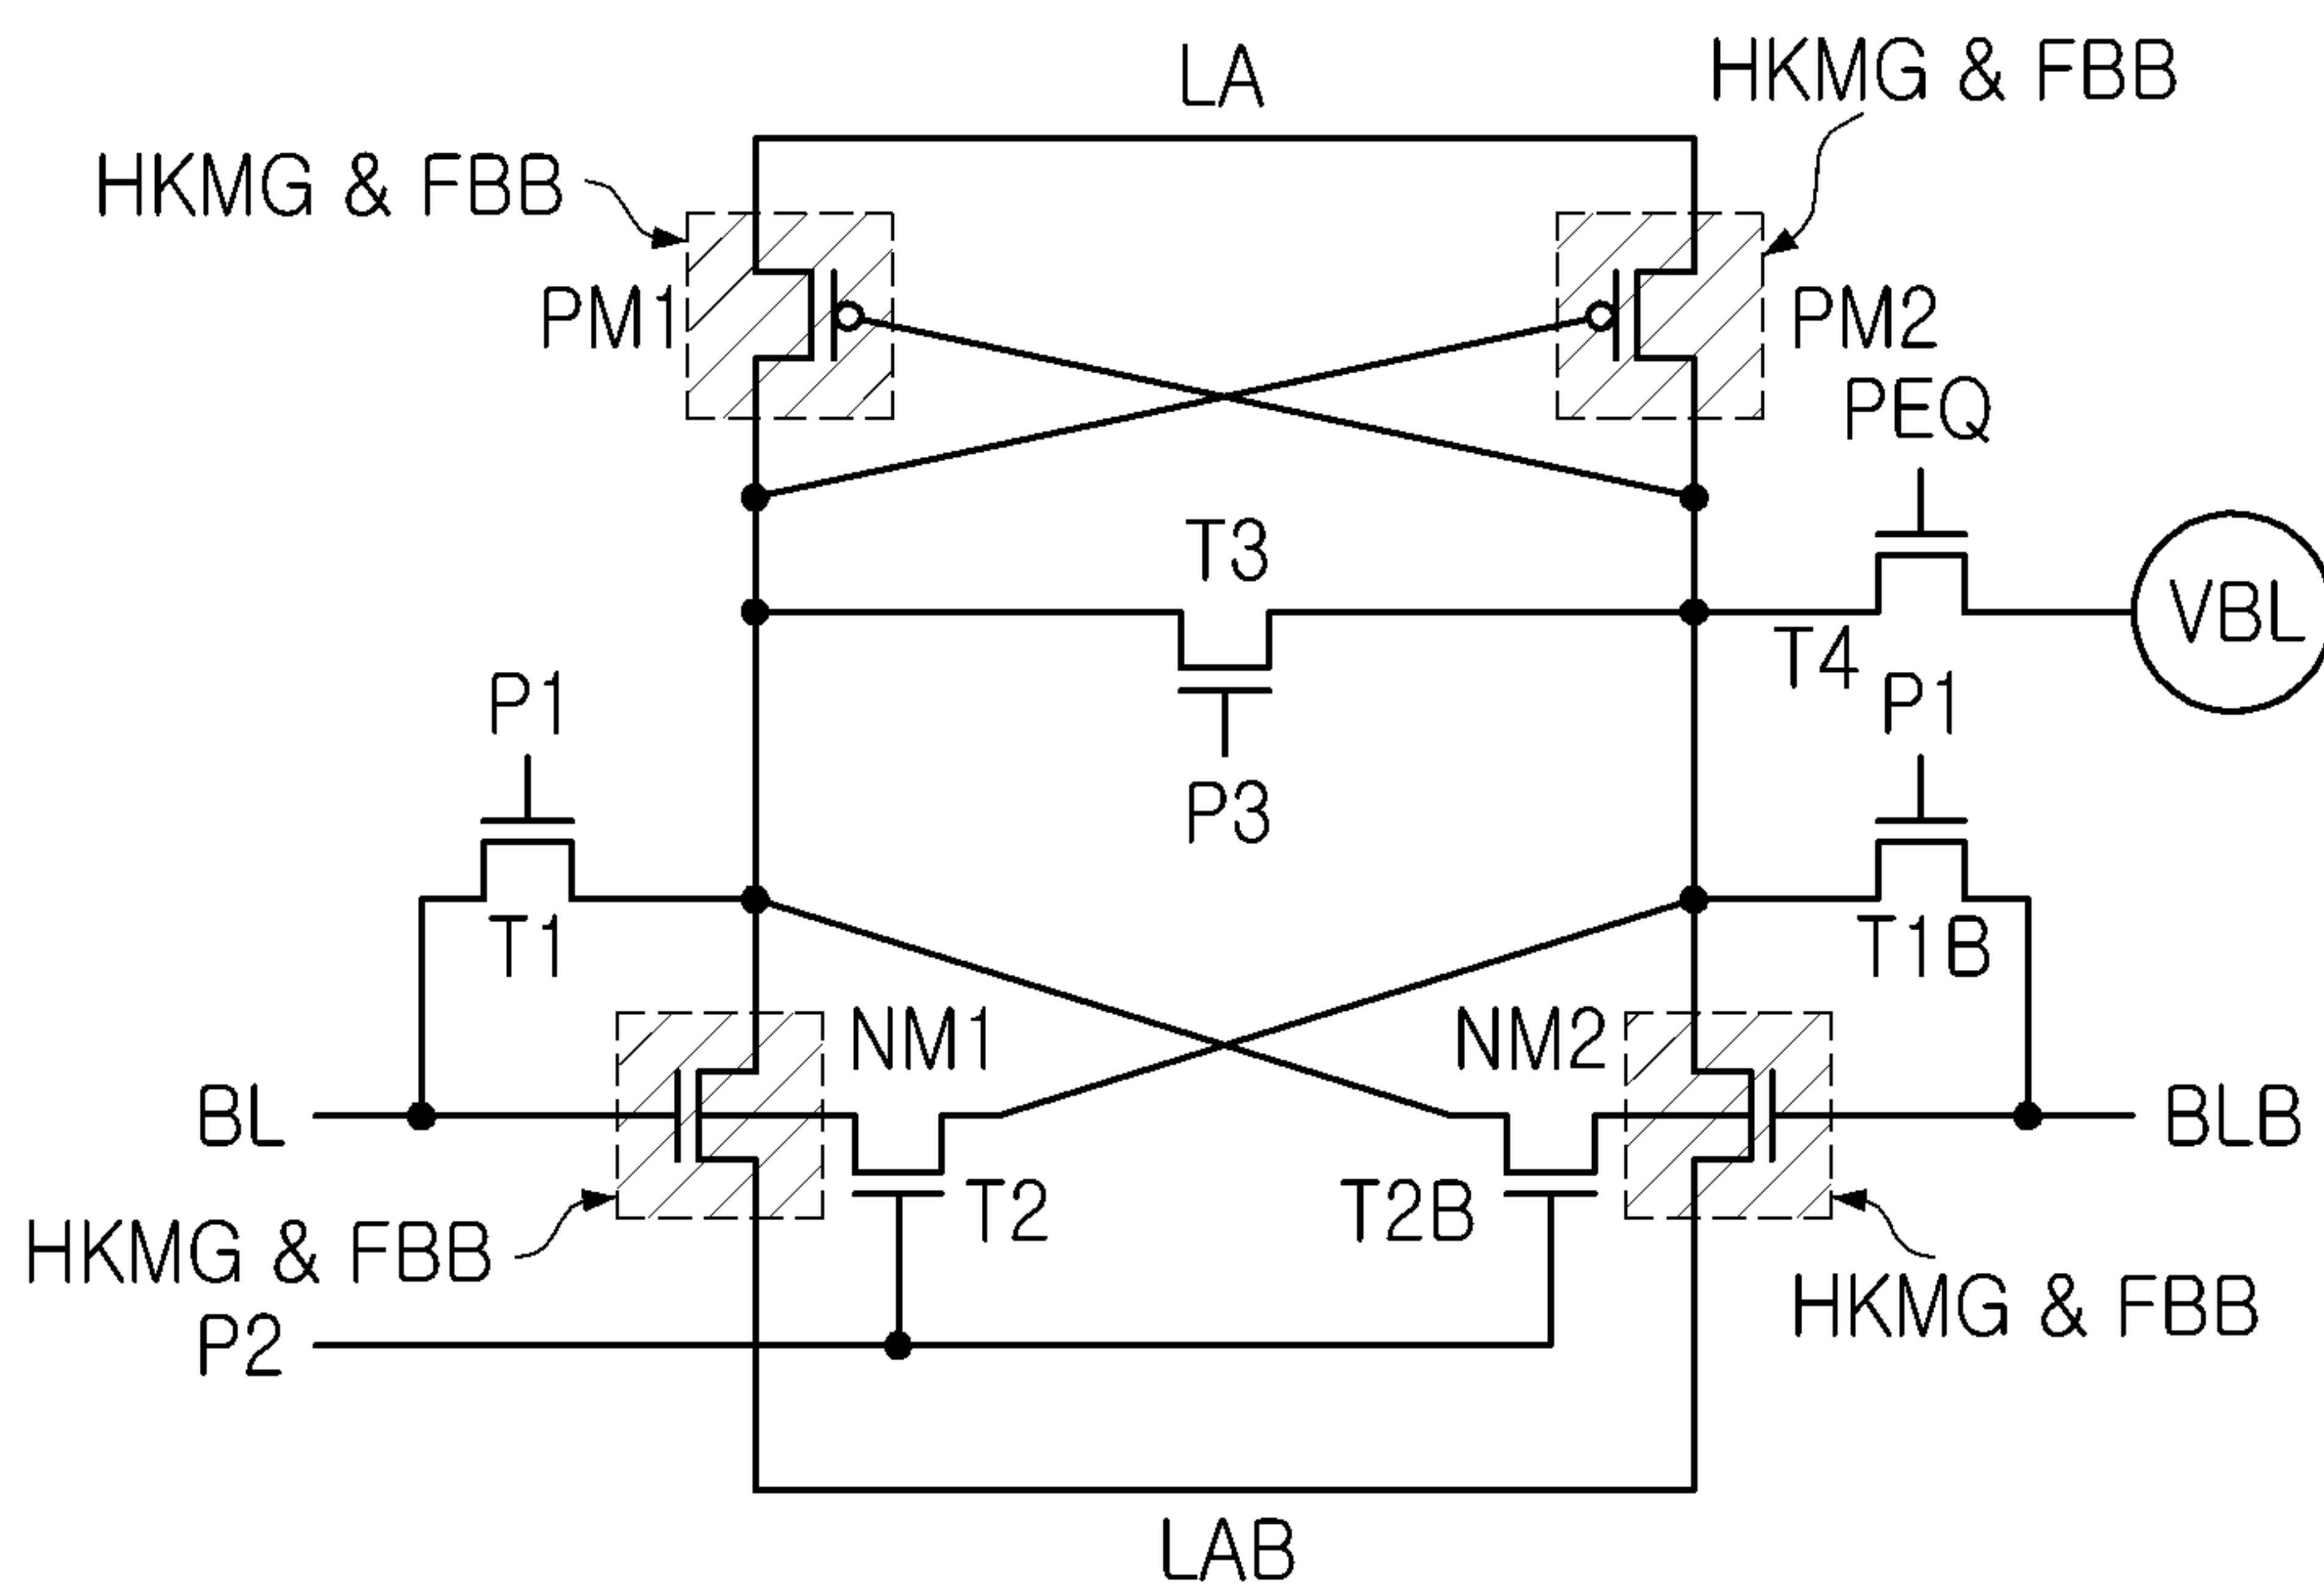 LA
HKMG & FBB
HKMG & FBB
PM1
PM2
PEQ
T3
VBL
T4
P1
P1
P3
T1
T1B
NM1
NM2
BL
BLB
T2
T2B
HKMG & FBB
HKMG & FBB
P2
LAB